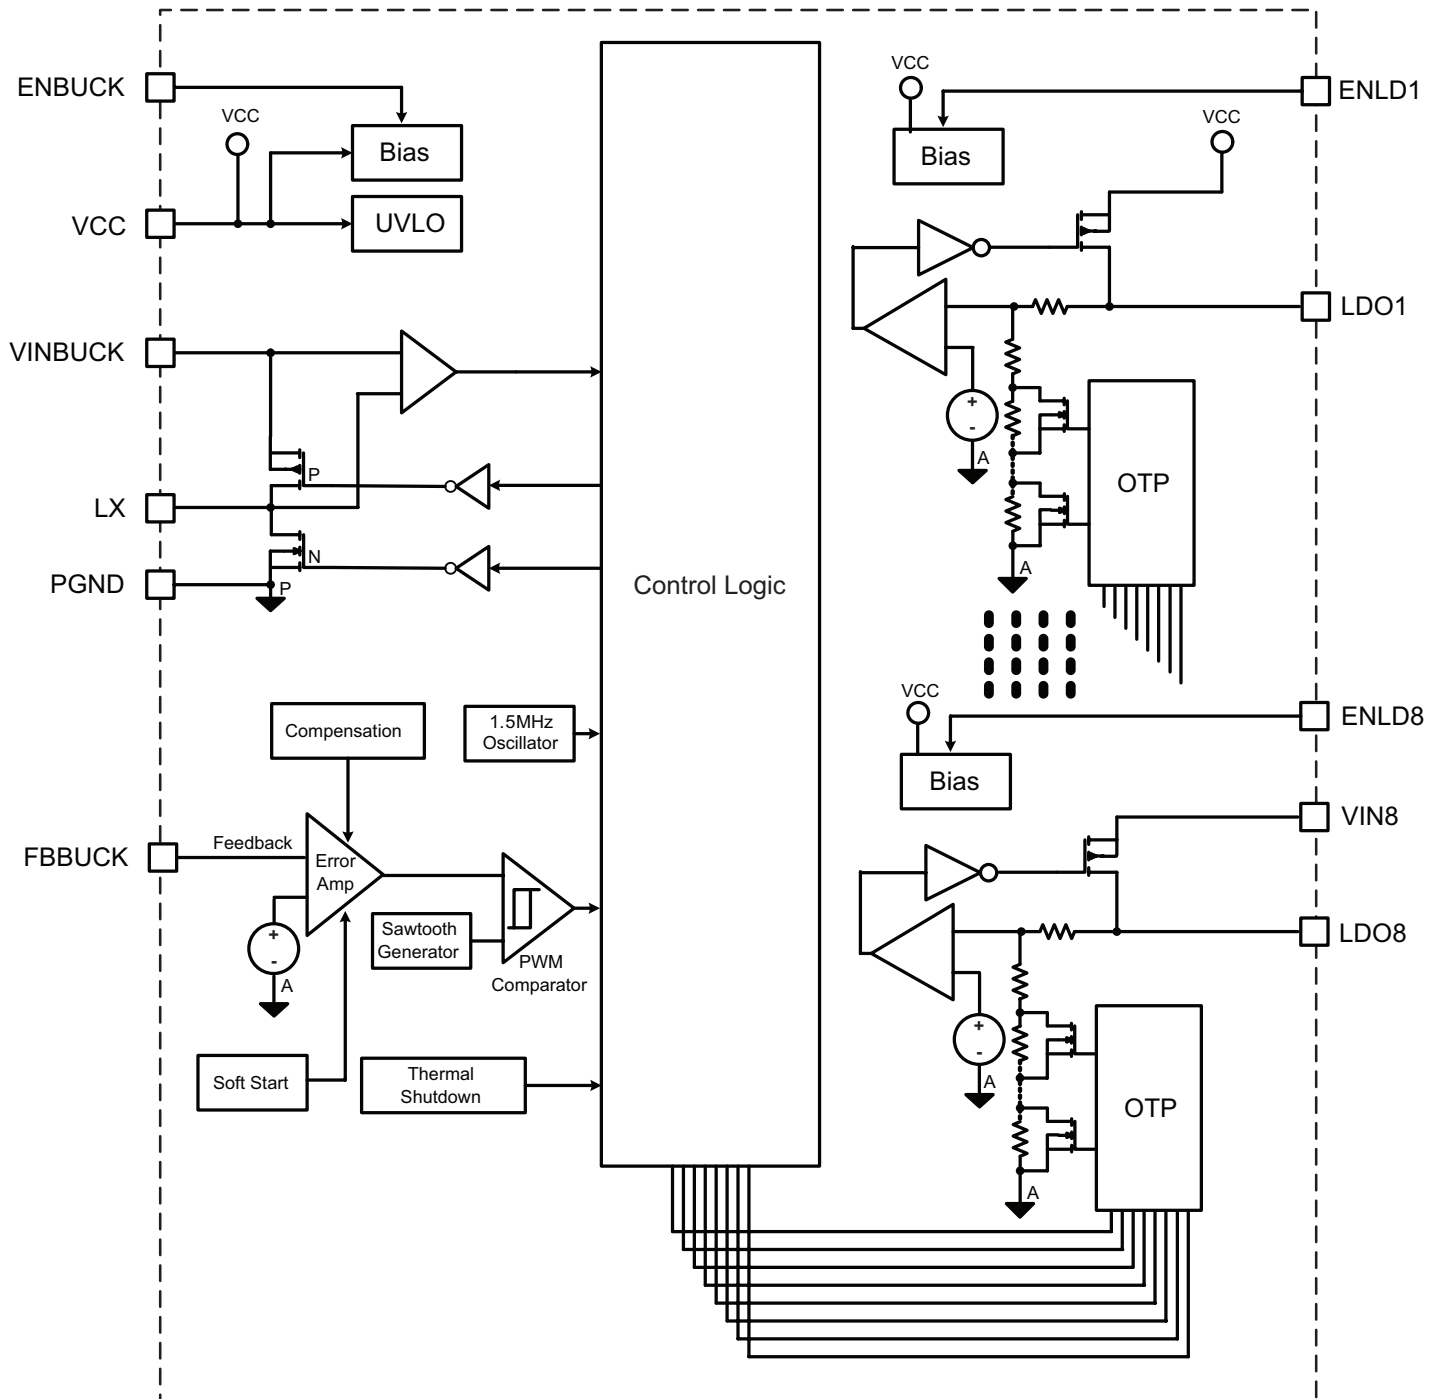 ENBUCK
VCC
Bias
VCC
UVLO
VINBUCK
P
LX
N
PGND
P
Control Logic
Compensation
1.5MHz
Oscillator
FBBUCK
Feedback
Error
Amp
+
-
A
Sawtooth
Generator
PWM
Comparator
Soft Start
Thermal
Shutdown
VCC
ENLD1
Bias
VCC
LDO1
+
-
A
OTP
A
VCC
ENLD8
Bias
VIN8
LDO8
+
-
A
OTP
A